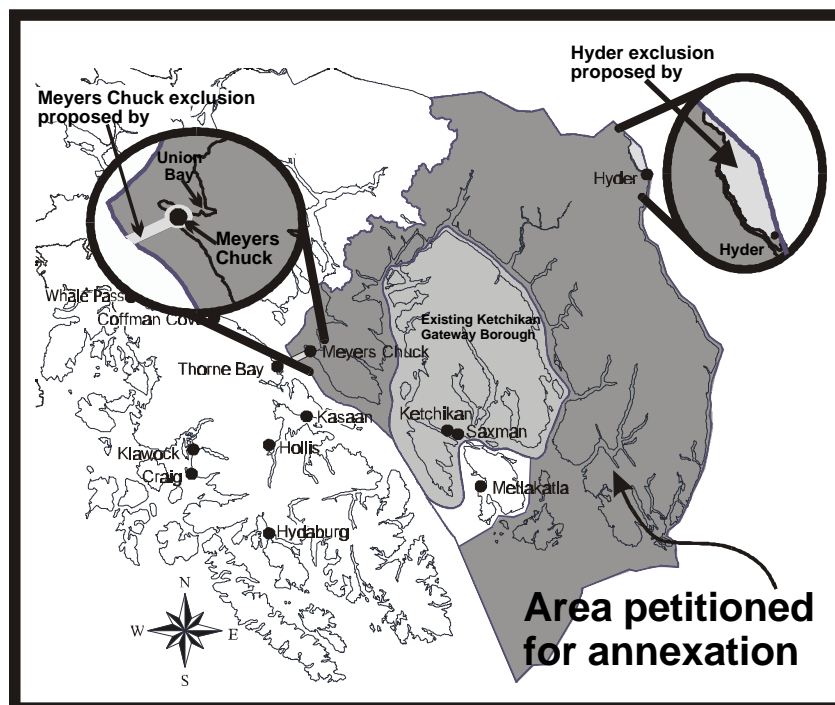 Hyder exclusion
proposed by
Meyers Chuck exclusion
proposed by
Union
Bay
Meyers
Chuck
Hyder
Hyder
Whale Pass
Coffman Cove
Existing Ketchikan
Gateway Borough
Meyers Chuck
Thorne Bay
Kasaan
Ketchikan
Saxman
Klawock
Hollis
Craig
Metlakatla
Hydaburg
Area petitioned
for annexation
N
W
E
S